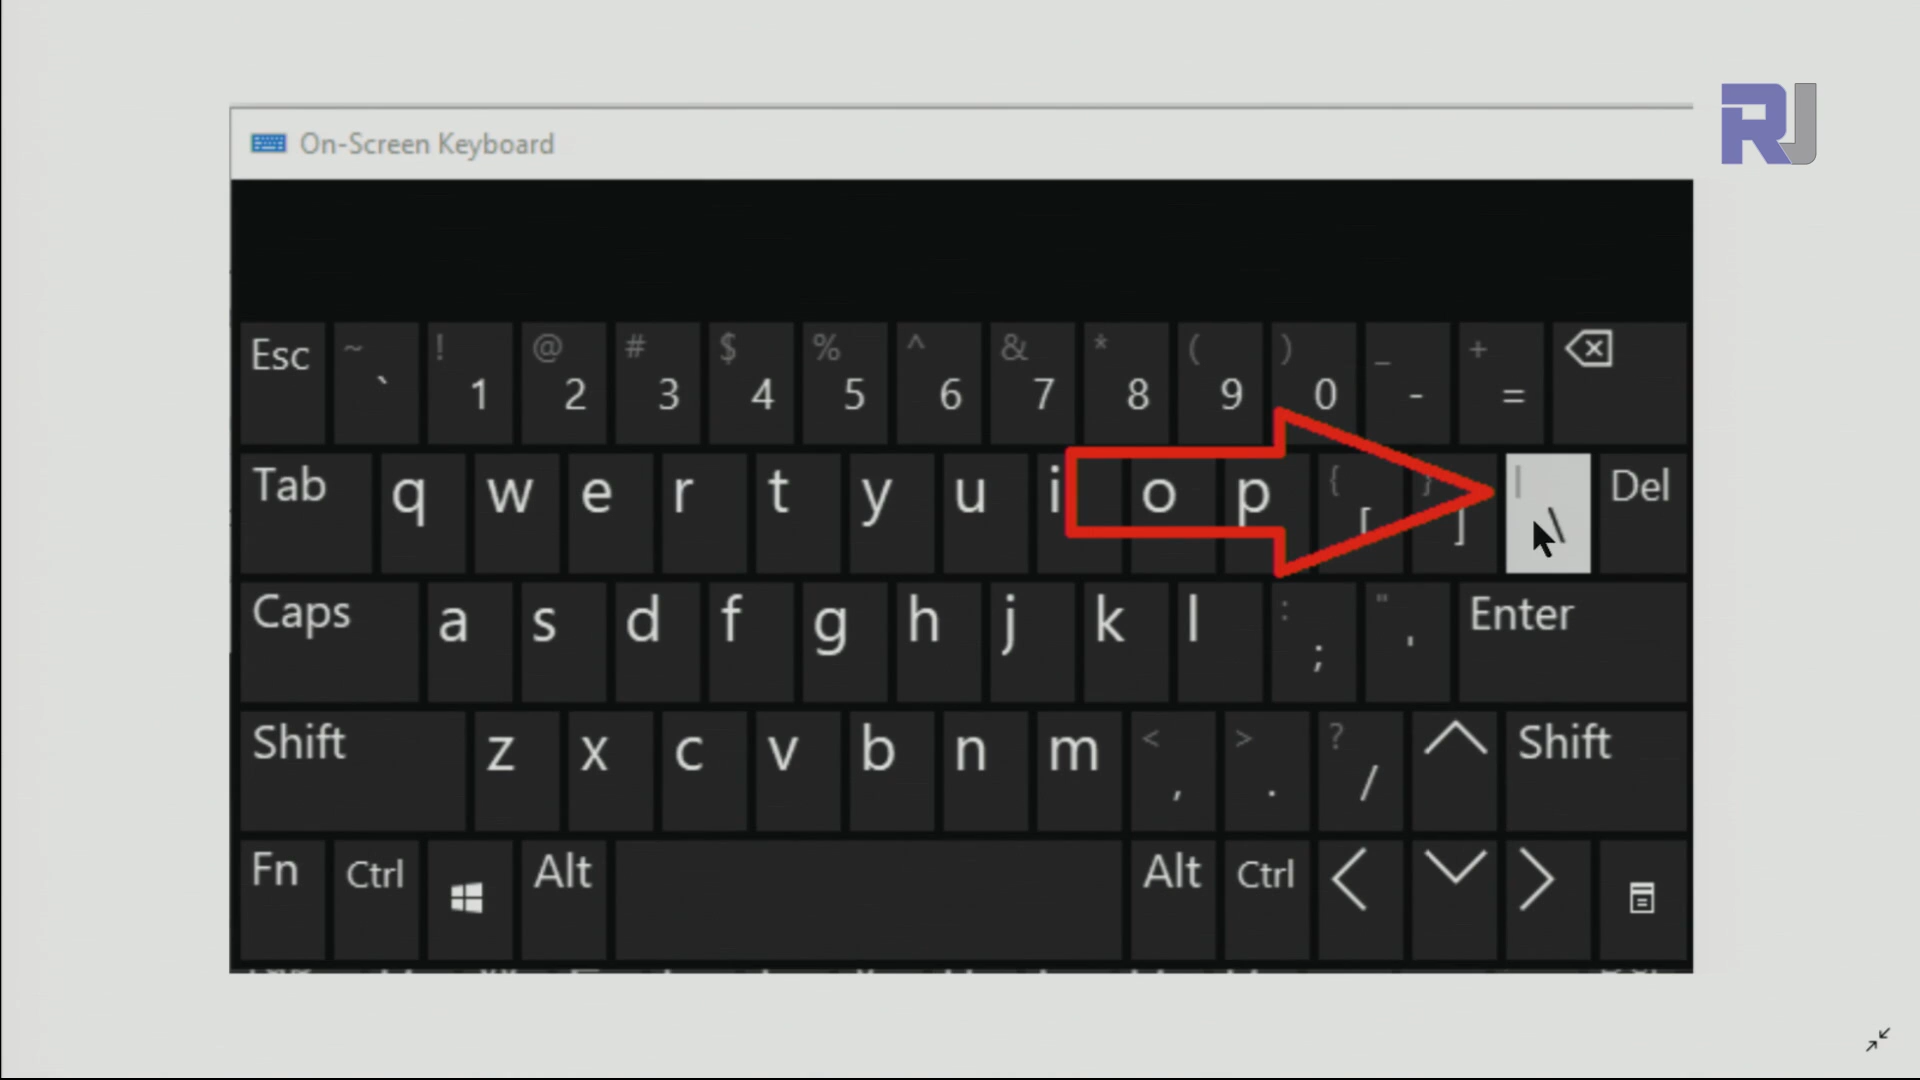 RJ
On-Screen Keyboard
Esc ~ ` ! 1 @ 2 # 3 $ 4 % 5 ^ 6 & 7 * 8 ( 9 ) 0 _ - + =
Tab q w e r t y u i o p { [ } ] | \ Del
Caps a s d f g h j k l : ; " ' Enter
Shift z x c v b n m < , > . ? / Shift
Fn Ctrl Alt Alt Ctrl